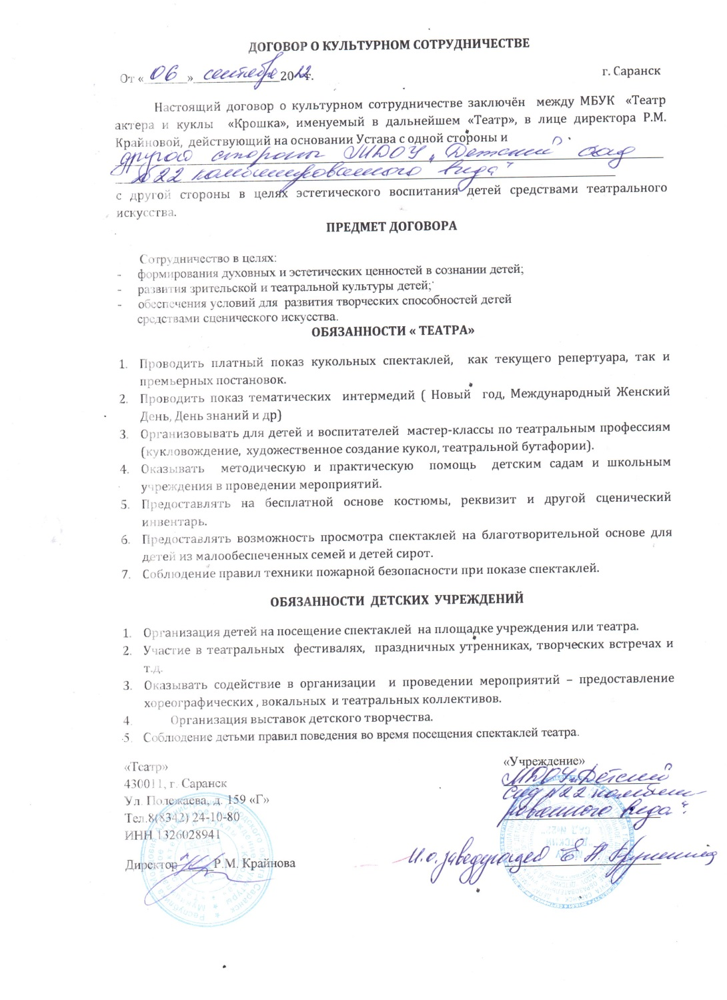 ДОГОВОР О КУЛЬТУРНОМ СОТРУДНИЧЕСТВЕ
От «06» сентября 2022г. г. Саранск
Настоящий договор о культурном сотрудничестве заключён между МБУК «Театр
актера и куклы «Крошка», именуемый в дальнейшем «Театр», в лице директора Р.М.
Крайновой, действующий на основании Устава с одной стороны и
другой стороны МДОУ „Детский сад
№22 комбинированного вида"
с другой стороны в целях эстетического воспитания детей средствами театрального
искусства.
ПРЕДМЕТ ДОГОВОРА
Сотрудничество в целях:
- формирования духовных и эстетических ценностей в сознании детей;
- развития зрительской и театральной культуры детей;
- обеспечения условий для развития творческих способностей детей
средствами сценического искусства.
ОБЯЗАННОСТИ « ТЕАТРА»
1. Проводить платный показ кукольных спектаклей, как текущего репертуара, так и
премьерных постановок.
2. Проводить показ тематических интермедий ( Новый год, Международный Женский
День, День знаний и др)
3. Организовывать для детей и воспитателей мастер-классы по театральным профессиям
(кукловождение, художественное создание кукол, театральной бутафории).
4. Оказывать методическую и практическую помощь детским садам и школьным
учреждения в проведении мероприятий.
5. Предоставлять на бесплатной основе костюмы, реквизит и другой сценический
инвентарь.
6. Предоставлять возможность просмотра спектаклей на благотворительной основе для
детей из малообеспеченных семей и детей сирот.
7. Соблюдение правил техники пожарной безопасности при показе спектаклей.
ОБЯЗАННОСТИ ДЕТСКИХ УЧРЕЖДЕНИЙ
1. Организация детей на посещение спектаклей на площадке учреждения или театра.
2. Участие в театральных фестивалях, праздничных утренниках, творческих встречах и
т.д.
3. Оказывать содействие в организации и проведении мероприятий – предоставление
хореографических , вокальных и театральных коллективов.
4. Организация выставок детского творчества.
5. Соблюдение детьми правил поведения во время посещения спектаклей театра.
«Театр»
430011, г. Саранск
Ул. Полежаева, д. 159 «Г»
Тел.8(8342) 24-10-80
ИНН 1326028941
Директор Р.М. Крайнова
«Учреждение»
МДОУ „Детский
сад №22 комбини-
рованного вида".
И.о. заведующей Е.П.